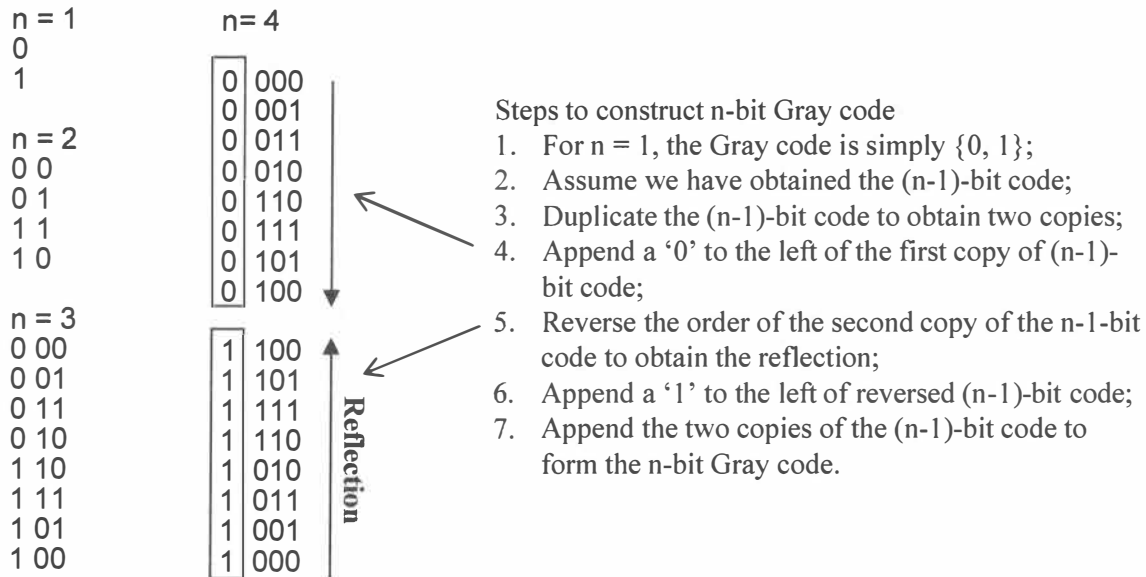 n = 1
0
1
n = 2
0 0
0 1
1 1
1 0
n = 3
0 00
0 01
0 11
0 10
1 10
1 11
1 01
1 00
n= 4
0 000
0 001
0 011
0 010
0 110
0 111
0 101
0 100
1 100
1 101
1 111
1 110
1 010
1 011
1 001
1 000
Reflection
Steps to construct n-bit Gray code
1. For n = 1, the Gray code is simply {0, 1};
2. Assume we have obtained the (n-1)-bit code;
3. Duplicate the (n-1)-bit code to obtain two copies;
4. Append a ‘0’ to the left of the first copy of (n-1)-
bit code;
5. Reverse the order of the second copy of the n-1-bit
code to obtain the reflection;
6. Append a ‘1’ to the left of reversed (n-1)-bit code;
7. Append the two copies of the (n-1)-bit code to
form the n-bit Gray code.